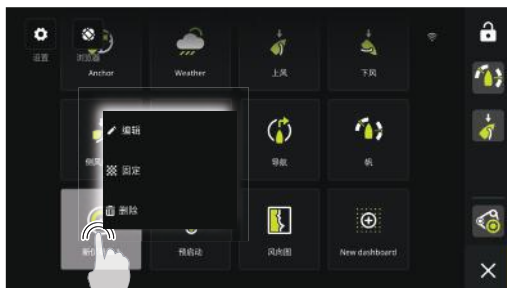 设置
浏览器
Anchor
Weather
上风
下风
编辑
固定
删除
导航
帆
预启动
风向图
New dashboard